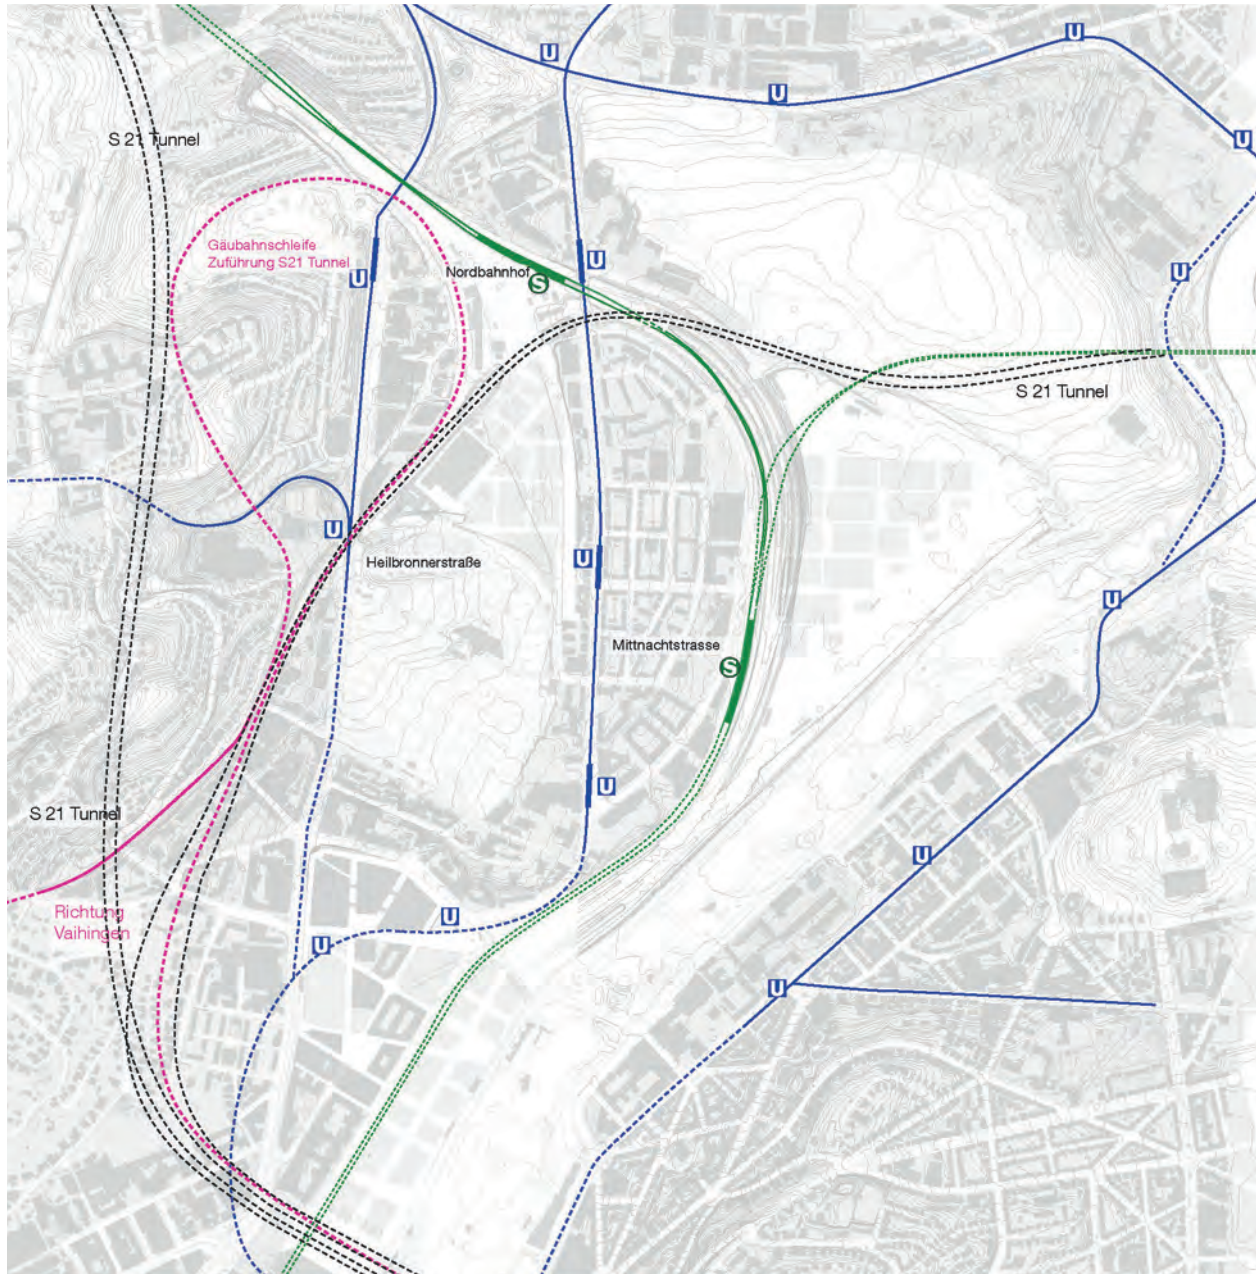 U
U
U
U
S 21 Tunnel
U
Gäubahnschleife
Zuführung S21 Tunnel
U
U
Nordbahnhof
S
U
S 21 Tunnel
U
Heilbronnerstraße
U
U
Mittnachtstrasse
S
U
S 21 Tunnel
U
Richtung
Vaihingen
U
U
U